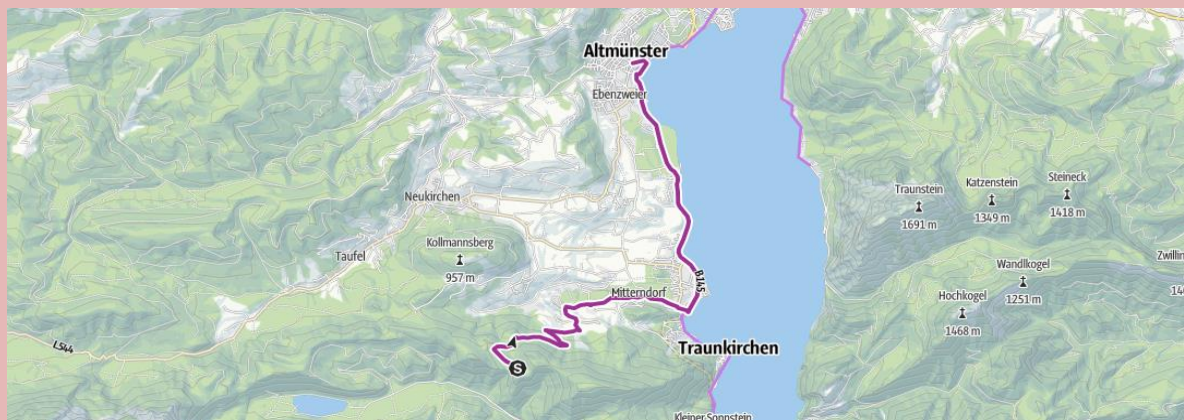 Altmünster
Ebenzweier
Neukirchen
Taufel
Kollmannsberg
957 m
Traunstein
1691 m
Katzenstein
1349 m
Steineck
1418 m
Wandlkogel
1251 m
Hochkogel
1468 m
Zwilling
B145
Mitterndorf
Traunkirchen
L544
S
Kleiner Sonnstein